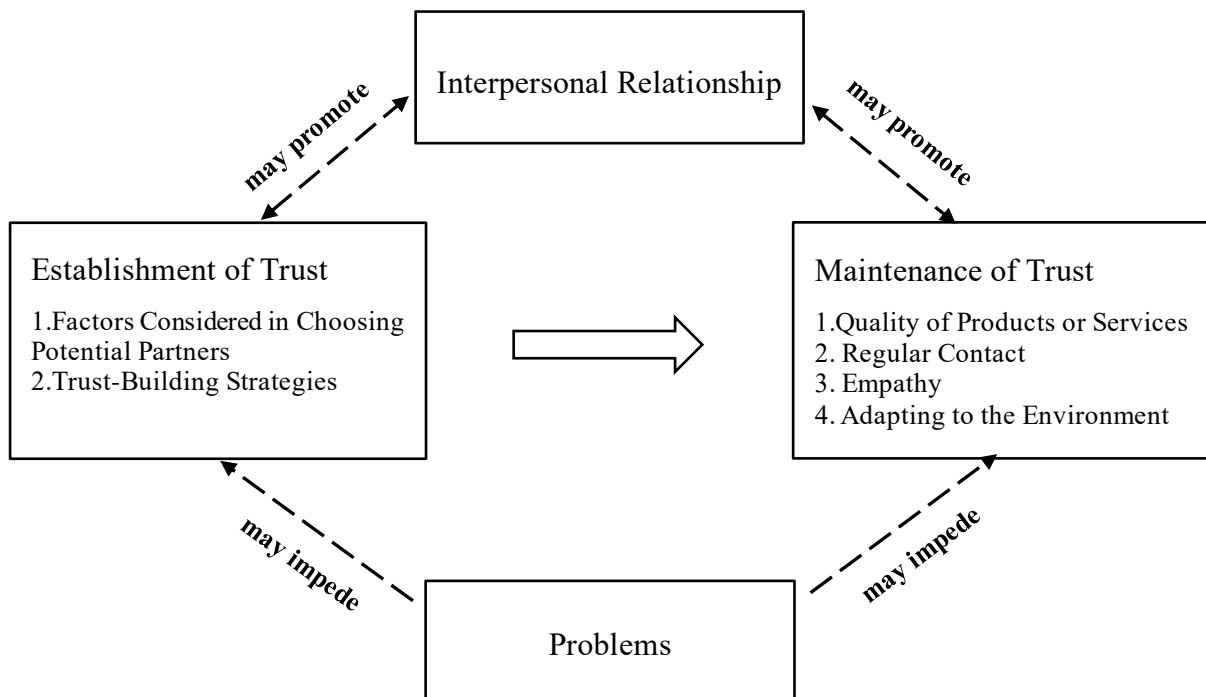 Interpersonal Relationship
may promote
may promote
Establishment of Trust
1.Factors Considered in Choosing
Potential Partners
2.Trust-Building Strategies
Maintenance of Trust
1.Quality of Products or Services
2. Regular Contact
3. Empathy
4. Adapting to the Environment
may impede
may impede
Problems